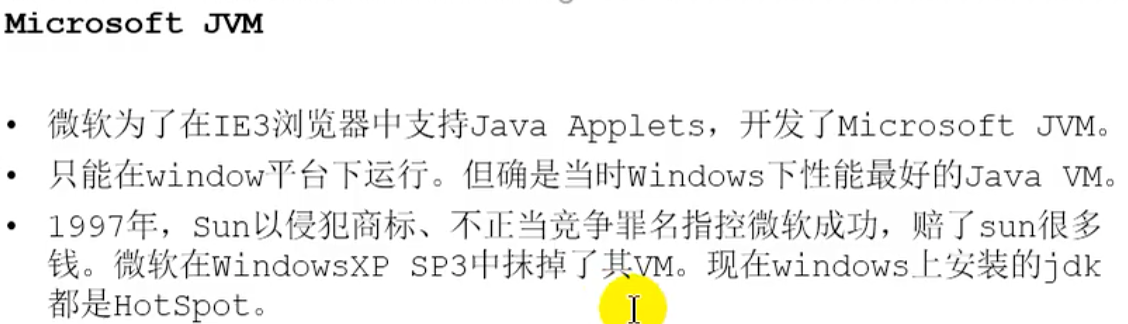 Microsoft JVM
• 微软为了在IE3浏览器中支持Java Applets，开发了Microsoft JVM。
• 只能在window平台下运行。但确是当时Windows下性能最好的Java VM。
• 1997年，Sun以侵犯商标、不正当竞争罪名指控微软成功，赔了sun很多
钱。微软在WindowsXP SP3中抹掉了其VM。现在windows上安装的jdk
都是HotSpot。